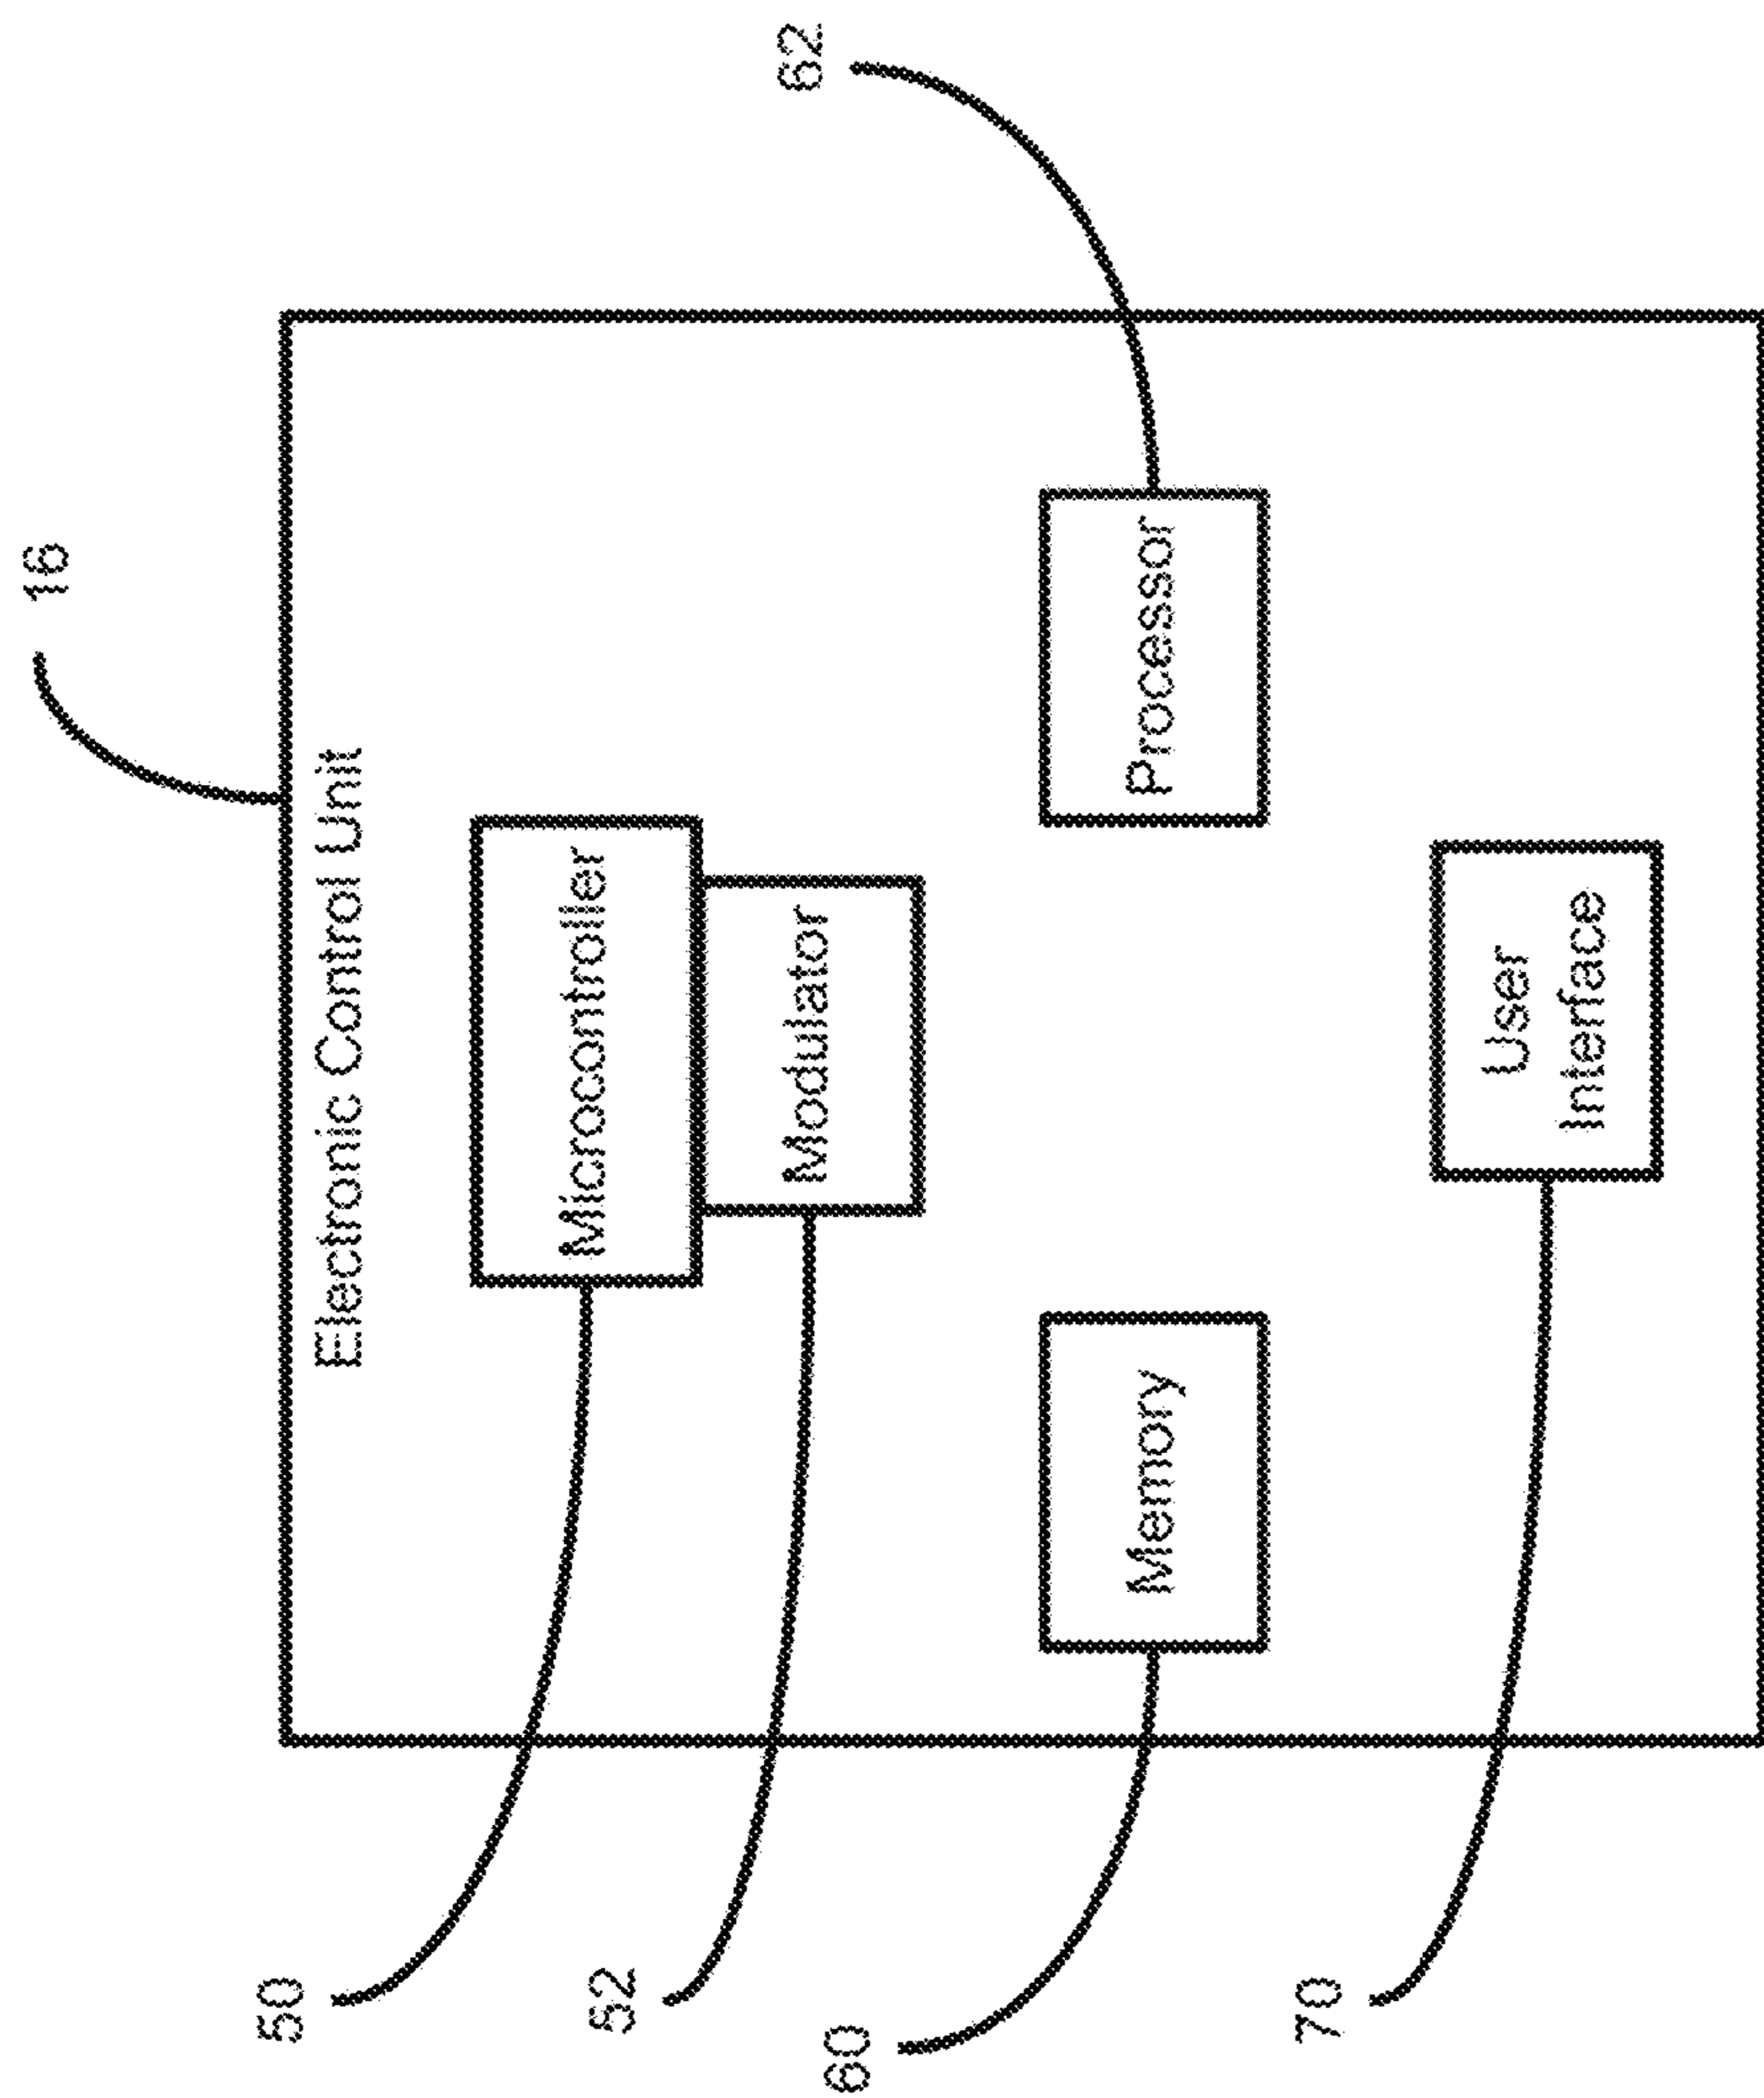 16
Electronic Control Unit
50
Microcontroller
52
Modulator
62
60
Memory
Processor
70
User
Interface